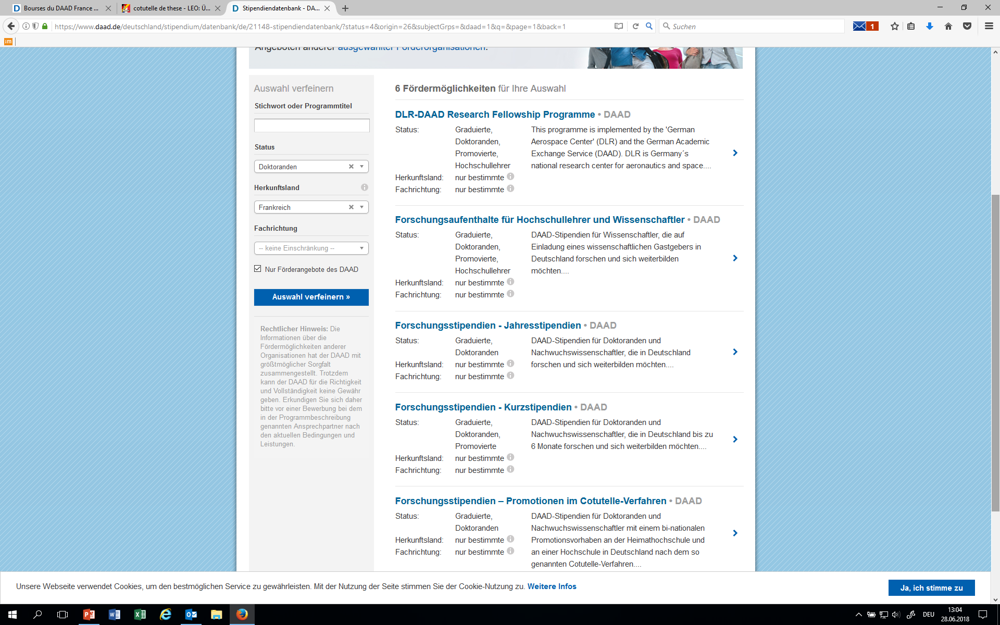 Bourses du DAAD France ...
cotutelle de these - LEO: Ü...
Stipendiendatenbank - DA...
https://www.daad.de/deutschland/stipendium/datenbank/de/21148-stipendiendatenbank/?status=4&origin=26&subjectGrps=&daad=1&q=&page=1&back=1
Suchen
1
im
Angeboten anderer ausgewählter Förderorganisationen.
Auswahl verfeinern
Stichwort oder Programmtitel
Status
Doktoranden
Herkunftsland
Frankreich
Fachrichtung
-- keine Einschränkung --
Nur Förderangebote des DAAD
Auswahl verfeinern »
Rechtlicher Hinweis: Die
Informationen über die
Fördermöglichkeiten anderer
Organisationen hat der DAAD mit
größtmöglicher Sorgfalt
zusammengestellt. Trotzdem
kann der DAAD für die Richtigkeit
und Vollständigkeit keine Gewähr
geben. Erkundigen Sie sich daher
bitte vor einer Bewerbung bei dem
in der Programmbeschreibung
genannten Ansprechpartner nach
den aktuellen Bedingungen und
Leistungen.
6 Fördermöglichkeiten für Ihre Auswahl
DLR-DAAD Research Fellowship Programme • DAAD
Status: Graduierte, This programme is implemented by the 'German
Doktoranden, Aerospace Center' (DLR) and the German Academic
Promovierte, Exchange Service (DAAD). DLR is Germany´s
Hochschullehrer national research center for aeronautics and space....
Herkunftsland: nur bestimmte
Fachrichtung: nur bestimmte
Forschungsaufenthalte für Hochschullehrer und Wissenschaftler • DAAD
Status: Graduierte, DAAD-Stipendien für Wissenschaftler, die auf
Doktoranden, Einladung eines wissenschaftlichen Gastgebers in
Promovierte, Deutschland forschen und sich weiterbilden
Hochschullehrer möchten....
Herkunftsland: nur bestimmte
Fachrichtung: nur bestimmte
Forschungsstipendien - Jahresstipendien • DAAD
Status: Graduierte, DAAD-Stipendien für Doktoranden und
Doktoranden Nachwuchswissenschaftler, die in Deutschland
Herkunftsland: nur bestimmte forschen und sich weiterbilden möchten....
Fachrichtung: nur bestimmte
Forschungsstipendien - Kurzstipendien • DAAD
Status: Graduierte, DAAD-Stipendien für Doktoranden und
Doktoranden, Nachwuchswissenschaftler, die in Deutschland bis zu
Promovierte 6 Monate forschen und sich weiterbilden möchten....
Herkunftsland: nur bestimmte
Fachrichtung: nur bestimmte
Forschungsstipendien – Promotionen im Cotutelle-Verfahren • DAAD
Status: Graduierte, DAAD-Stipendien für Doktoranden und
Doktoranden Nachwuchswissenschaftler mit einem bi-nationalen
Herkunftsland: nur bestimmte Promotionsvorhaben an der Heimathochschule und
Fachrichtung: nur bestimmte an einer Hochschule in Deutschland nach dem so
genannten Cotutelle-Verfahren....
Unsere Webseite verwendet Cookies, um den bestmöglichen Service zu gewährleisten. Mit der Nutzung der Seite stimmen Sie der Cookie-Nutzung zu. Weitere Infos
Ja, ich stimme zu
DEU
13:04
28.06.2018